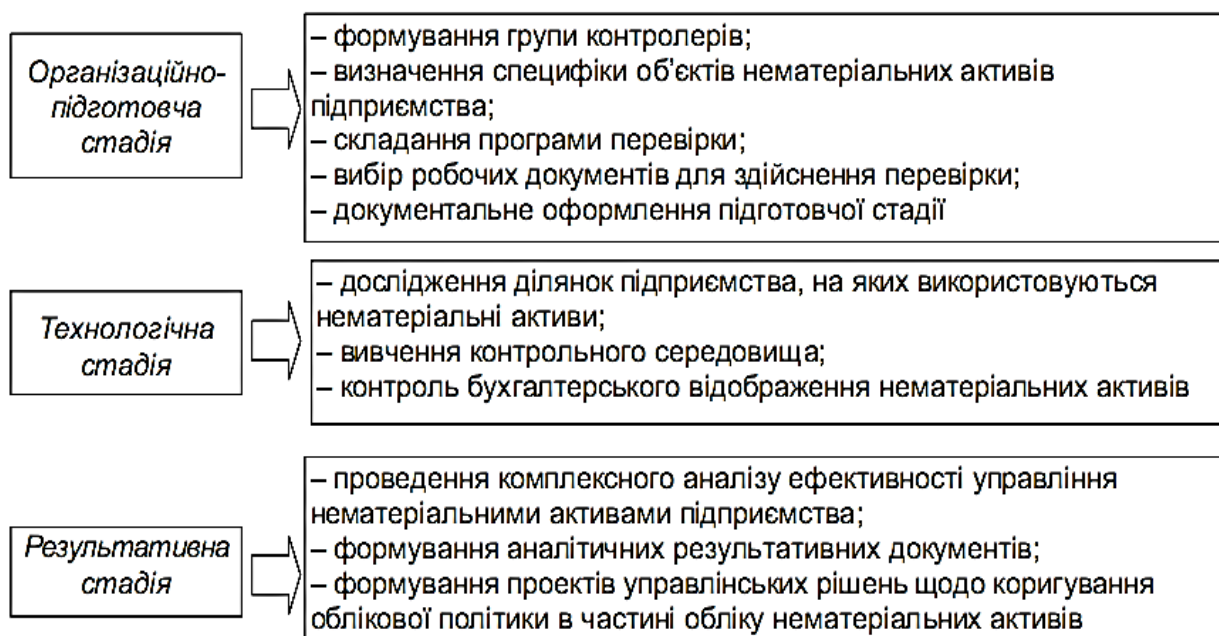 Організаційно-
підготовча
стадія
– формування групи контролерів;
– визначення специфіки об’єктів нематеріальних активів
підприємства;
– складання програми перевірки;
– вибір робочих документів для здійснення перевірки;
– документальне оформлення підготовчої стадії
Технологічна
стадія
– дослідження ділянок підприємства, на яких використовуються
нематеріальні активи;
– вивчення контрольного середовища;
– контроль бухгалтерського відображення нематеріальних активів
Результативна
стадія
– проведення комплексного аналізу ефективності управління
нематеріальними активами підприємства;
– формування аналітичних результативних документів;
– формування проектів управлінських рішень щодо коригування
облікової політики в частині обліку нематеріальних активів